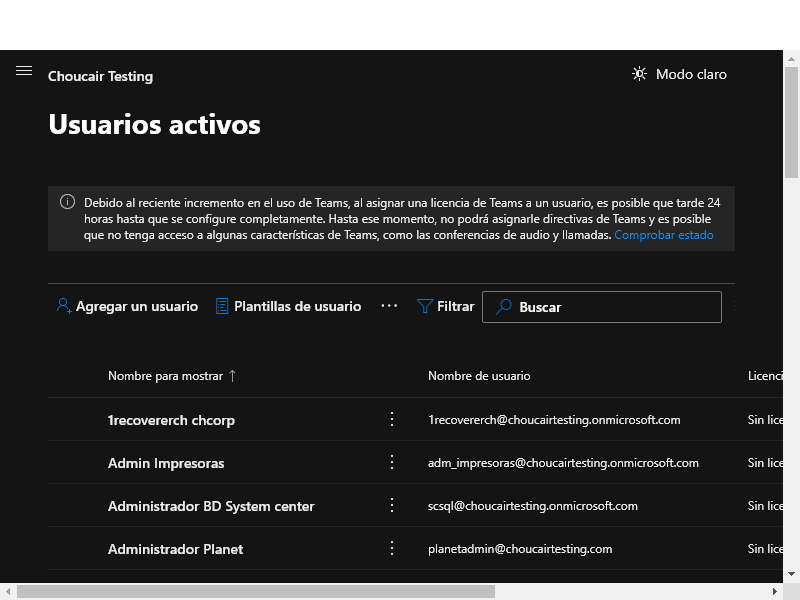 Choucair Testing
Modo claro
Usuarios activos
Debido al reciente incremento en el uso de Teams, al asignar una licencia de Teams a un usuario, es posible que tarde 24
horas hasta que se configure completamente. Hasta ese momento, no podrá asignarle directivas de Teams y es posible
que no tenga acceso a algunas características de Teams, como las conferencias de audio y llamadas. Comprobar estado
Agregar un usuario Plantillas de usuario ··· Filtrar Buscar
Nombre para mostrar ↑ Nombre de usuario Licenci
1recovererch chcorp 1recovererch@choucairtesting.onmicrosoft.com Sin lice
Admin Impresoras adm_impresoras@choucairtesting.onmicrosoft.com Sin lice
Administrador BD System center scsql@choucairtesting.onmicrosoft.com Sin lice
Administrador Planet planetadmin@choucairtesting.com Sin lice